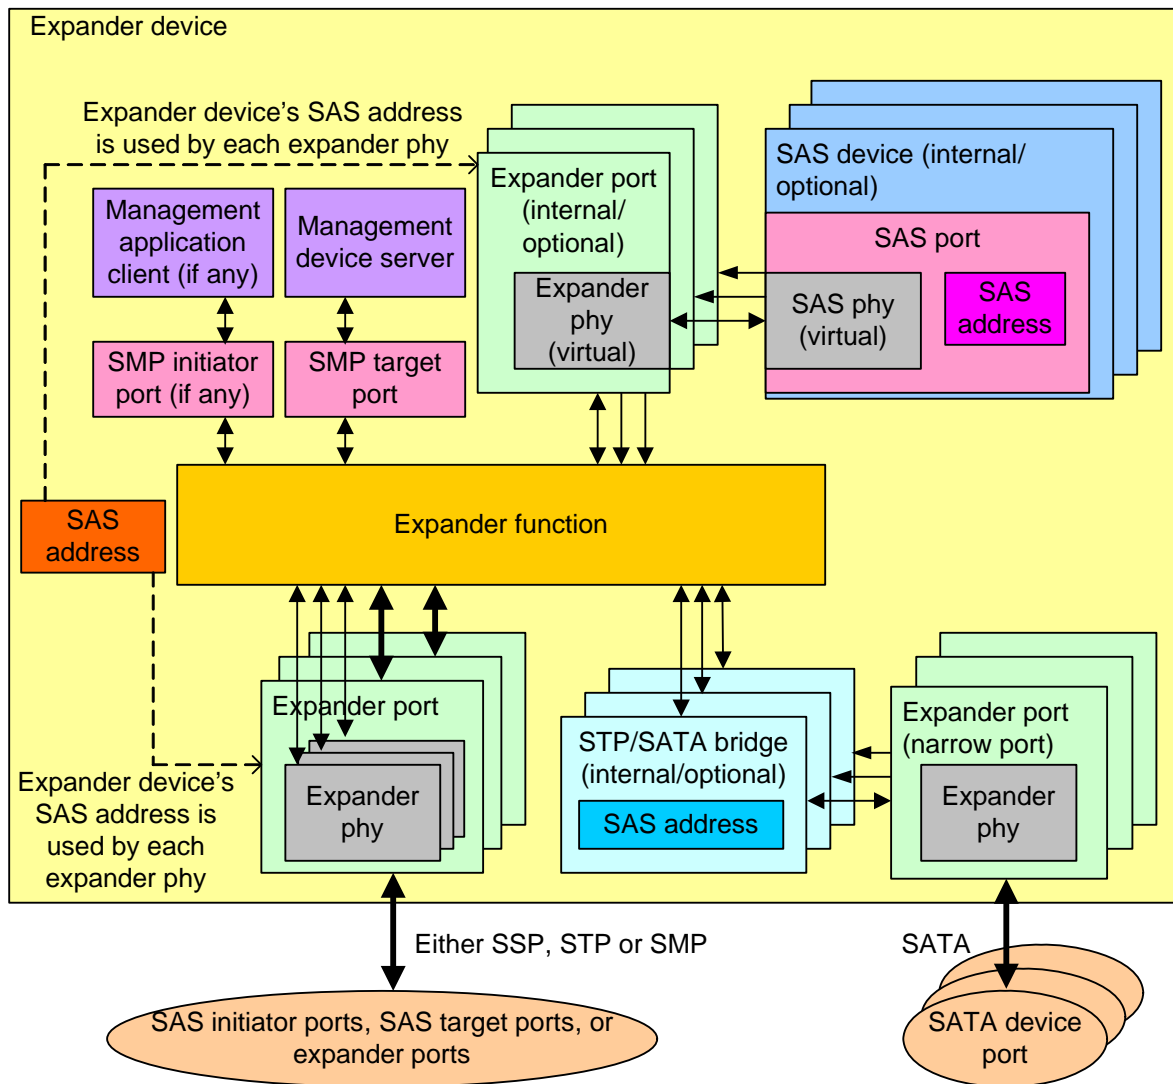 Expander device
Expander device's SAS address
is used by each expander phy
Management
application
client (if any)
Management
device server
Expander port
(internal/
optional)
Expander
phy
(virtual)
SAS device (internal/
optional)
SAS port
SAS phy
(virtual)
SAS
address
SMP initiator
port (if any)
SMP target
port
SAS
address
Expander function
Expander port
Expander
phy
Expander device's
SAS address is
used by each
expander phy
STP/SATA bridge
(internal/optional)
SAS address
Expander port
(narrow port)
Expander
phy
Either SSP, STP or SMP
SATA
SAS initiator ports, SAS target ports, or
expander ports
SATA device
port